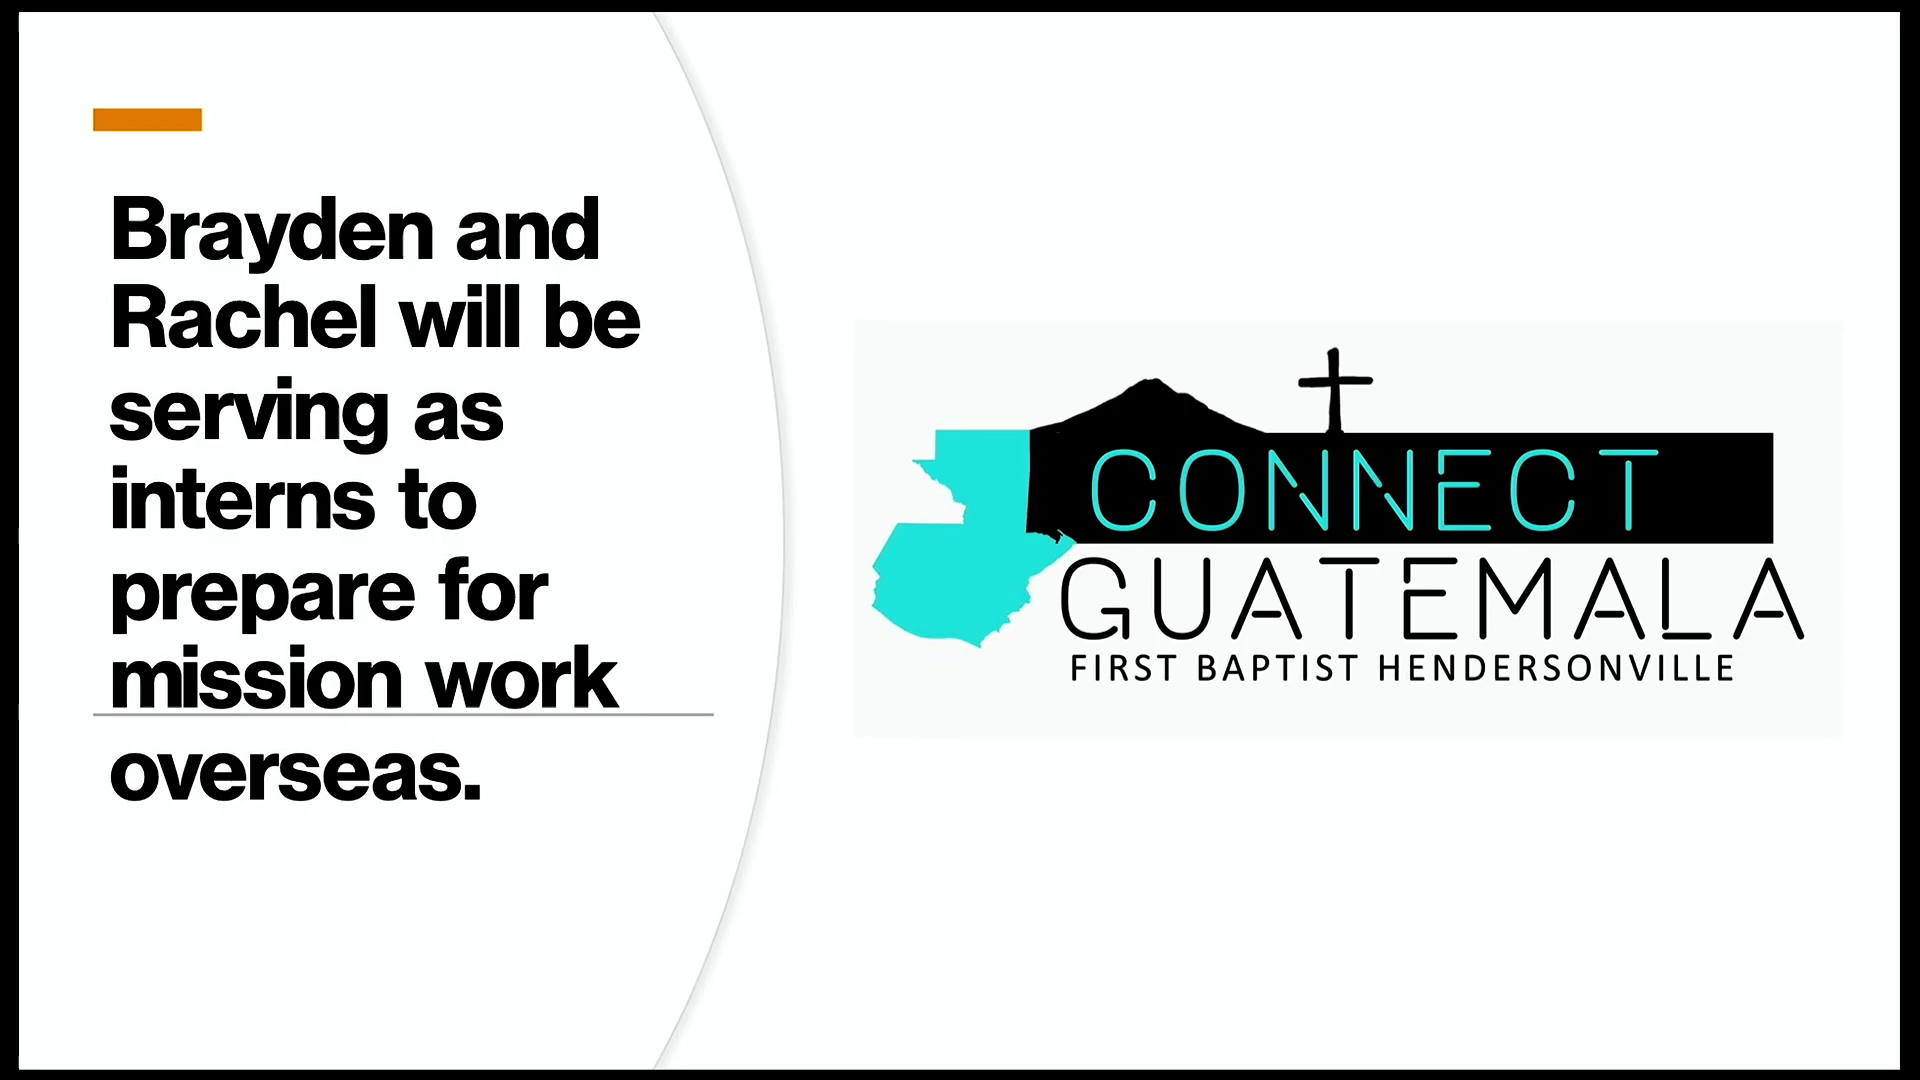 Brayden and
Rachel will be
serving as
interns to
prepare for
mission work
overseas.
CONNECT
GUATEMALA
FIRST BAPTIST HENDERSONVILLE